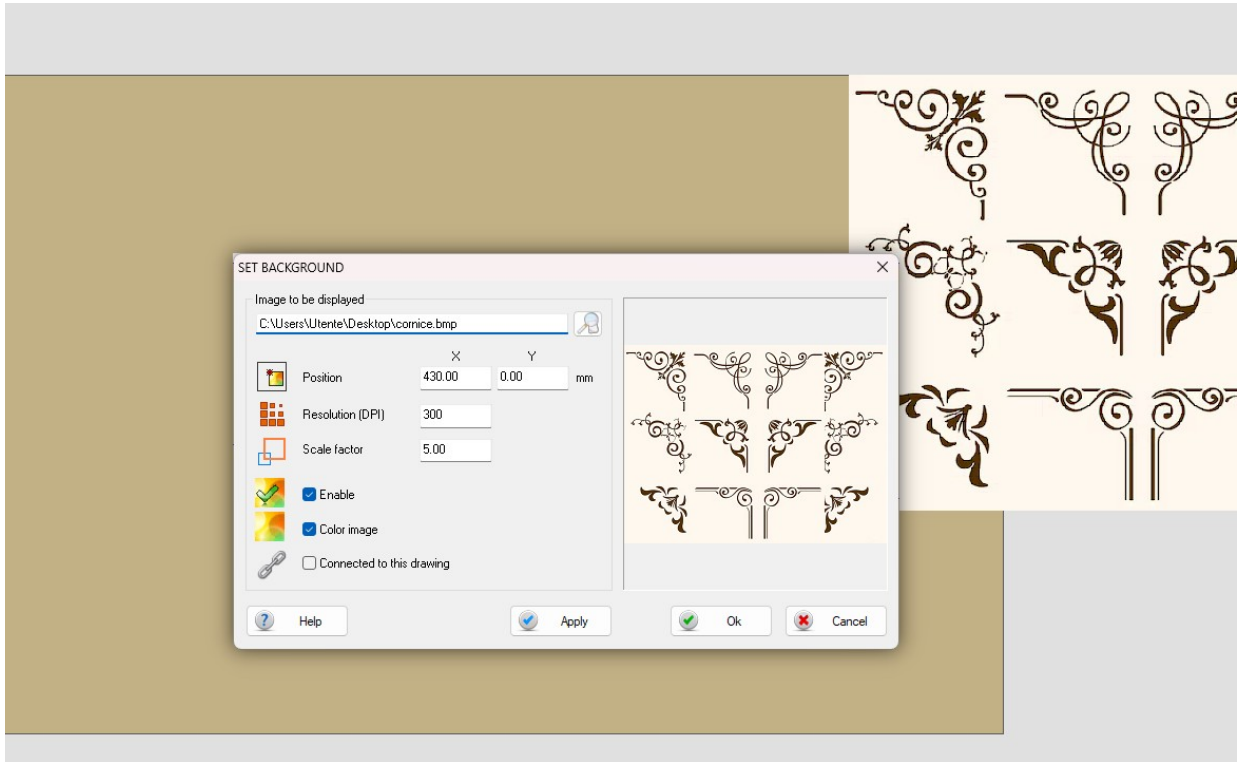 SET BACKGROUND
Image to be displayed
C:\Users\Utente\Desktop\cornice.bmp
X Y
Position 430.00 0.00 mm
Resolution (DPI) 300
Scale factor 5.00
Enable
Color image
Connected to this drawing
Help Apply Ok Cancel